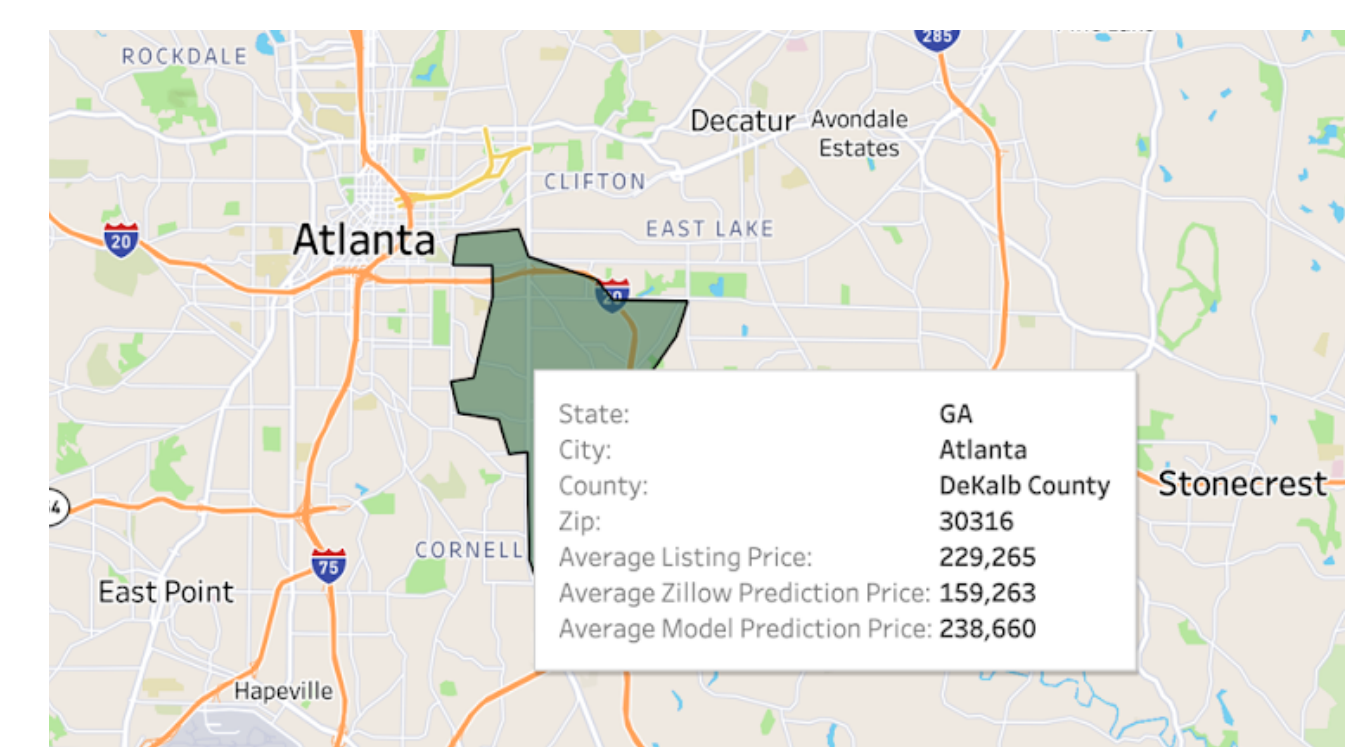 285
ROCKDALE
Decatur
Avondale
Estates
CLIFTON
EAST LAKE
20
Atlanta
20
State: GA
City: Atlanta
County: DeKalb County
Zip: 30316
Average Listing Price: 229,265
Average Zillow Prediction Price: 159,263
Average Model Prediction Price: 238,660
Stonecrest
CORNELL
75
East Point
Hapeville